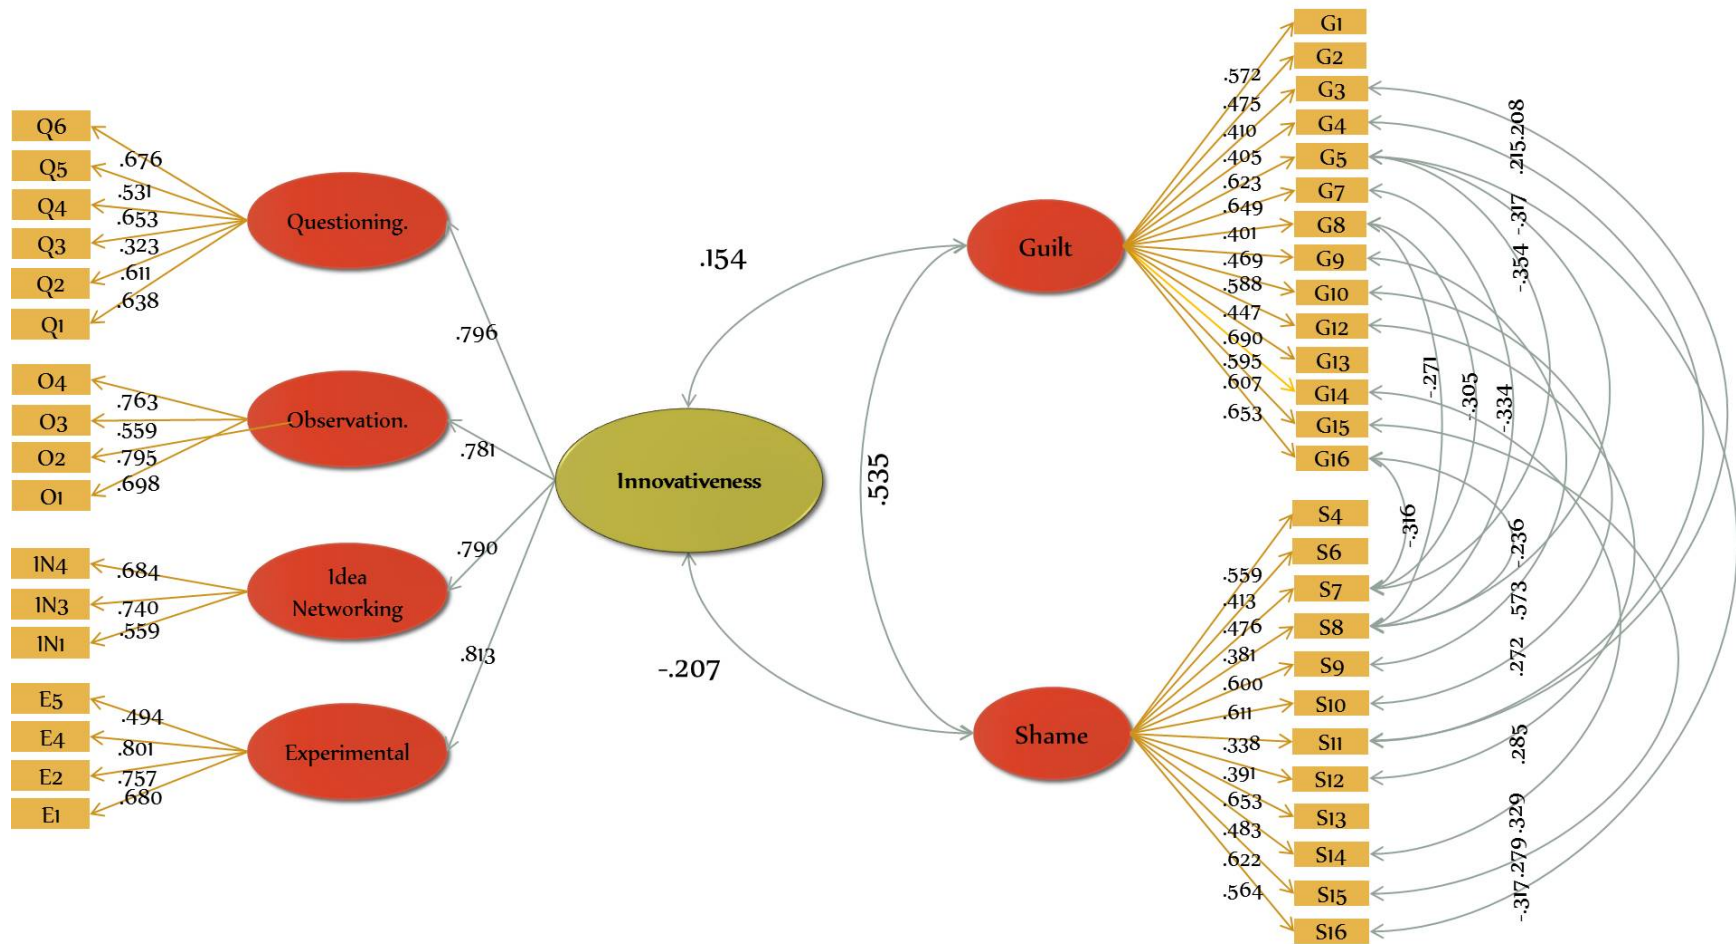 Q6
Q5
Q4
Q3
Q2
Q1
.676
.531
.653
.323
.611
.638
Questioning.
O4
O3
O2
O1
.763
.559
.795
.698
Observation.
IN4
IN3
IN1
.684
.740
.559
Idea
Networking
E5
E4
E2
E1
.494
.801
.757
.680
Experimental
.796
.781
.790
.813
Innovativeness
.154
-.207
.535
Guilt
Shame
.572
.475
.410
.405
.623
.649
.401
.469
.588
.447
.690
.595
.607
.653
G1
G2
G3
G4
G5
G7
G8
G9
G10
G12
G13
G14
G15
G16
.559
.413
.476
.381
.600
.611
.338
.391
.653
.483
.622
.564
S4
S6
S7
S8
S9
S10
S11
S12
S13
S14
S15
S16
.208
.215
-.317
-.354
-.271
-.305
-.334
-.316
-.236
.573
.272
.285
.329
.279
-.317